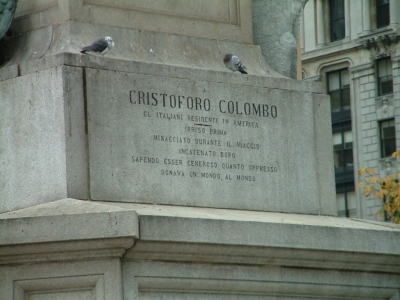 CRISTOFORO COLOMBO
GL ITALIANI RESIDENTI IN AMERICA
IRRISO PRIMA
MINACCIATO DURANTE IL VIAGGIO
INCATENATO DOPO
SAPENDO ESSER GENEROSO QUANTO OPPRESSO
DONAVA UN MONDO AL MONDO